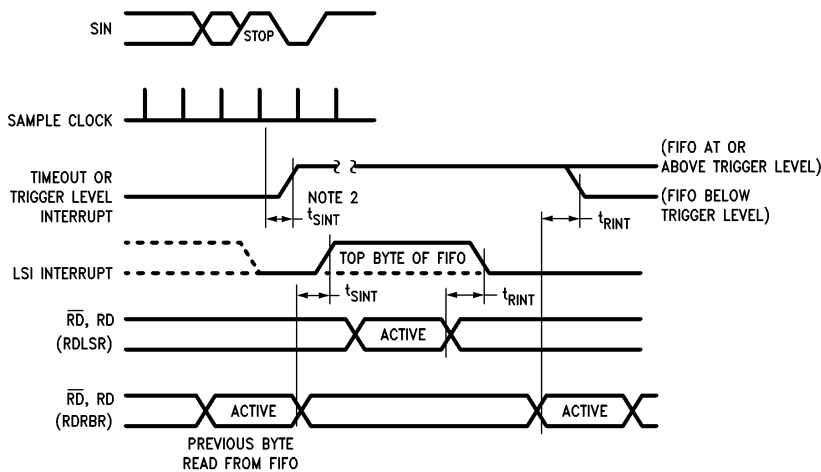 SIN
STOP
SAMPLE CLOCK
TIMEOUT OR
TRIGGER LEVEL
INTERRUPT
NOTE 2
tSINT
(FIFO AT OR
ABOVE TRIGGER LEVEL)
(FIFO BELOW
TRIGGER LEVEL)
tRINT
LSI INTERRUPT
TOP BYTE OF FIFO
tSINT
tRINT
R̅D̅, RD
(RDLSR)
ACTIVE
R̅D̅, RD
(RDRBR)
ACTIVE
ACTIVE
PREVIOUS BYTE
READ FROM FIFO